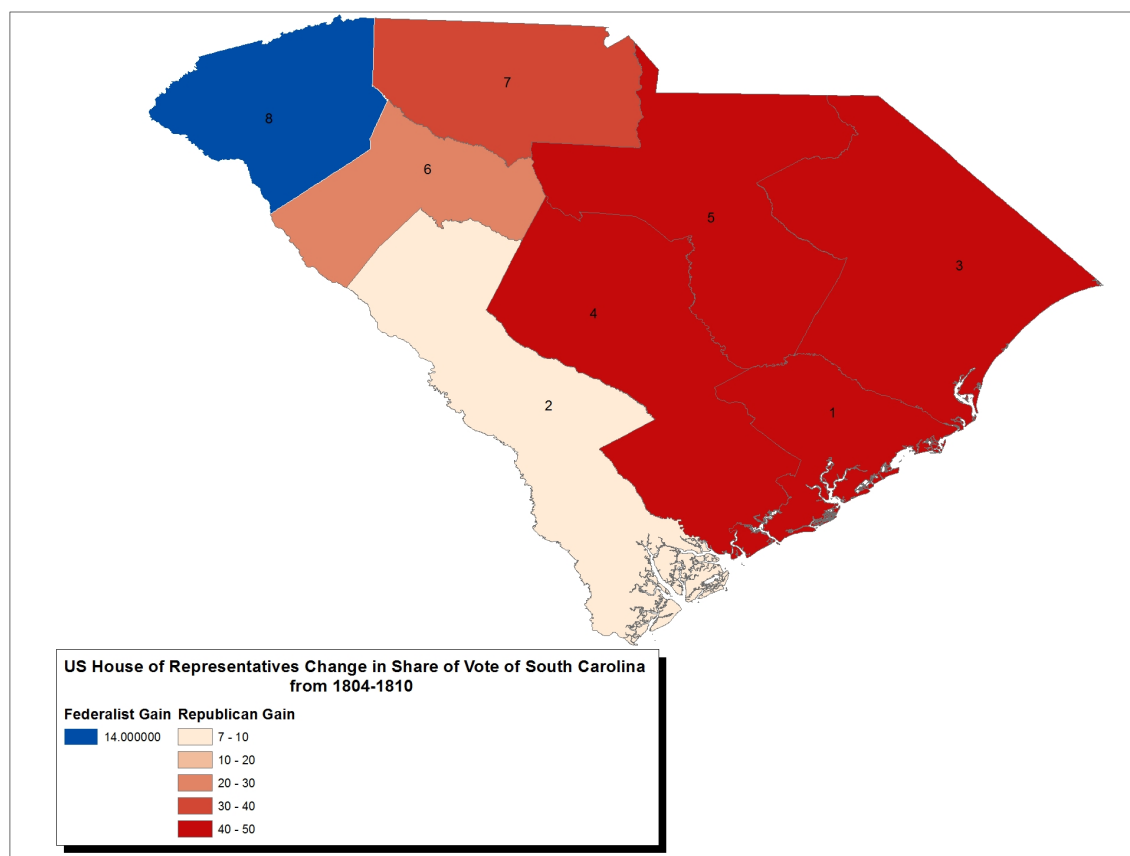 8
7
6
5
3
4
2
1
US House of Representatives Change in Share of Vote of South Carolina
from 1804-1810
Federalist Gain Republican Gain
14.000000 7 - 10
10 - 20
20 - 30
30 - 40
40 - 50